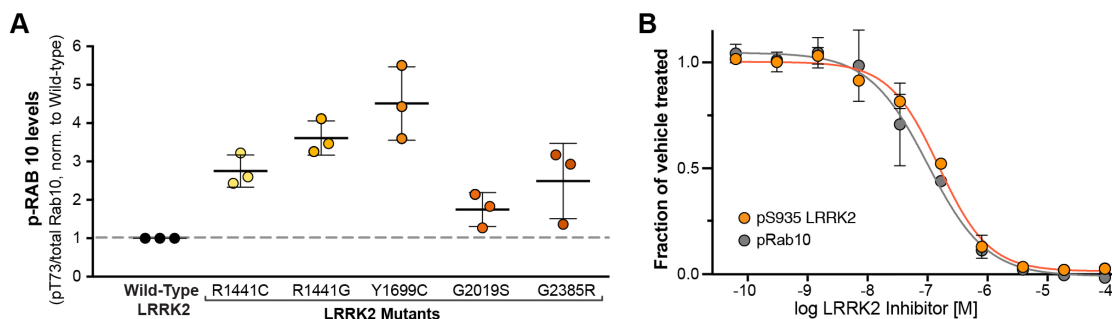 A
p-RAB 10 levels
(pT73/total Rab10, norm. to Wild-type)
6
5
4
3
2
1
0
Wild-Type
LRRK2
R1441C
R1441G
Y1699C
G2019S
G2385R
LRRK2 Mutants
B
Fraction of vehicle treated
1.0
0.5
0.0
pS935 LRRK2
pRab10
-10
-9
-8
-7
-6
-5
-4
log LRRK2 Inhibitor [M]